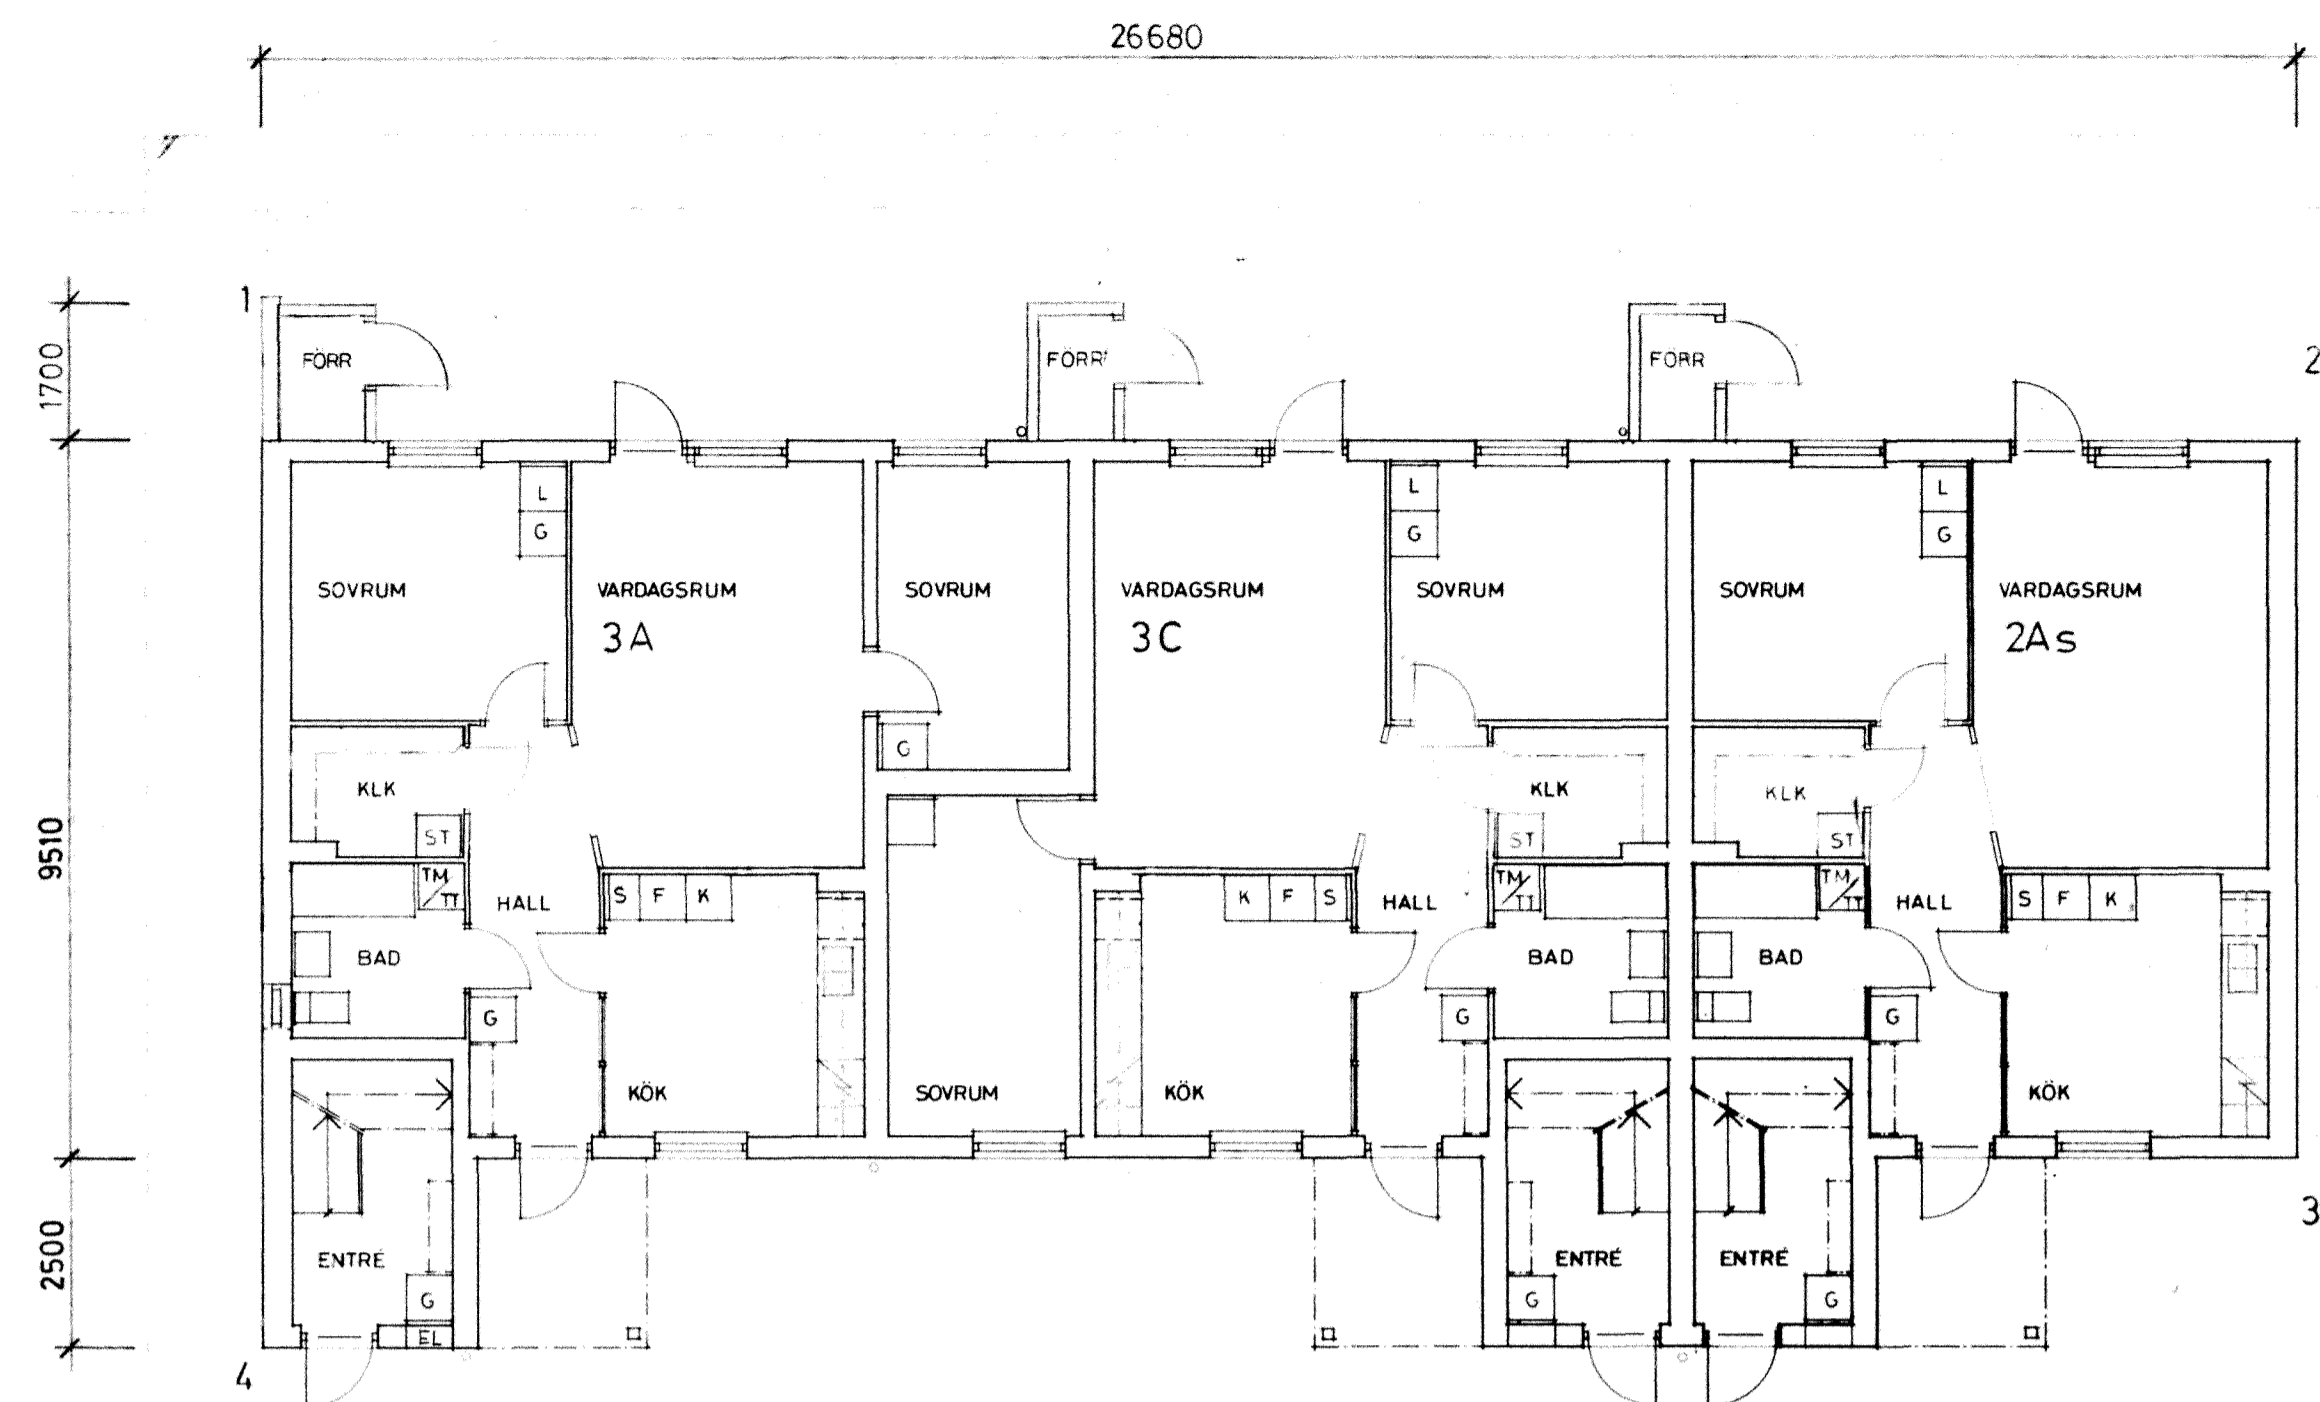 26680
1
FÖRR
FÖRR
FÖRR
2
1700
L
L
L
G
G
G
SOVRUM
VARDAGSRUM
SOVRUM
VARDAGSRUM
SOVRUM
SOVRUM
VARDAGSRUM
3A
3C
2As
G
KLK
KLK
KLK
ST
ST
ST
9510
TM/TT
S F K
K F S
TM/TT
TM/TT
S F K
HALL
HALL
HALL
BAD
BAD
BAD
G
G
G
KÖK
SOVRUM
KÖK
KÖK
2500
3
ENTRÉ
ENTRÉ
ENTRÉ
G
G
G
EL
4